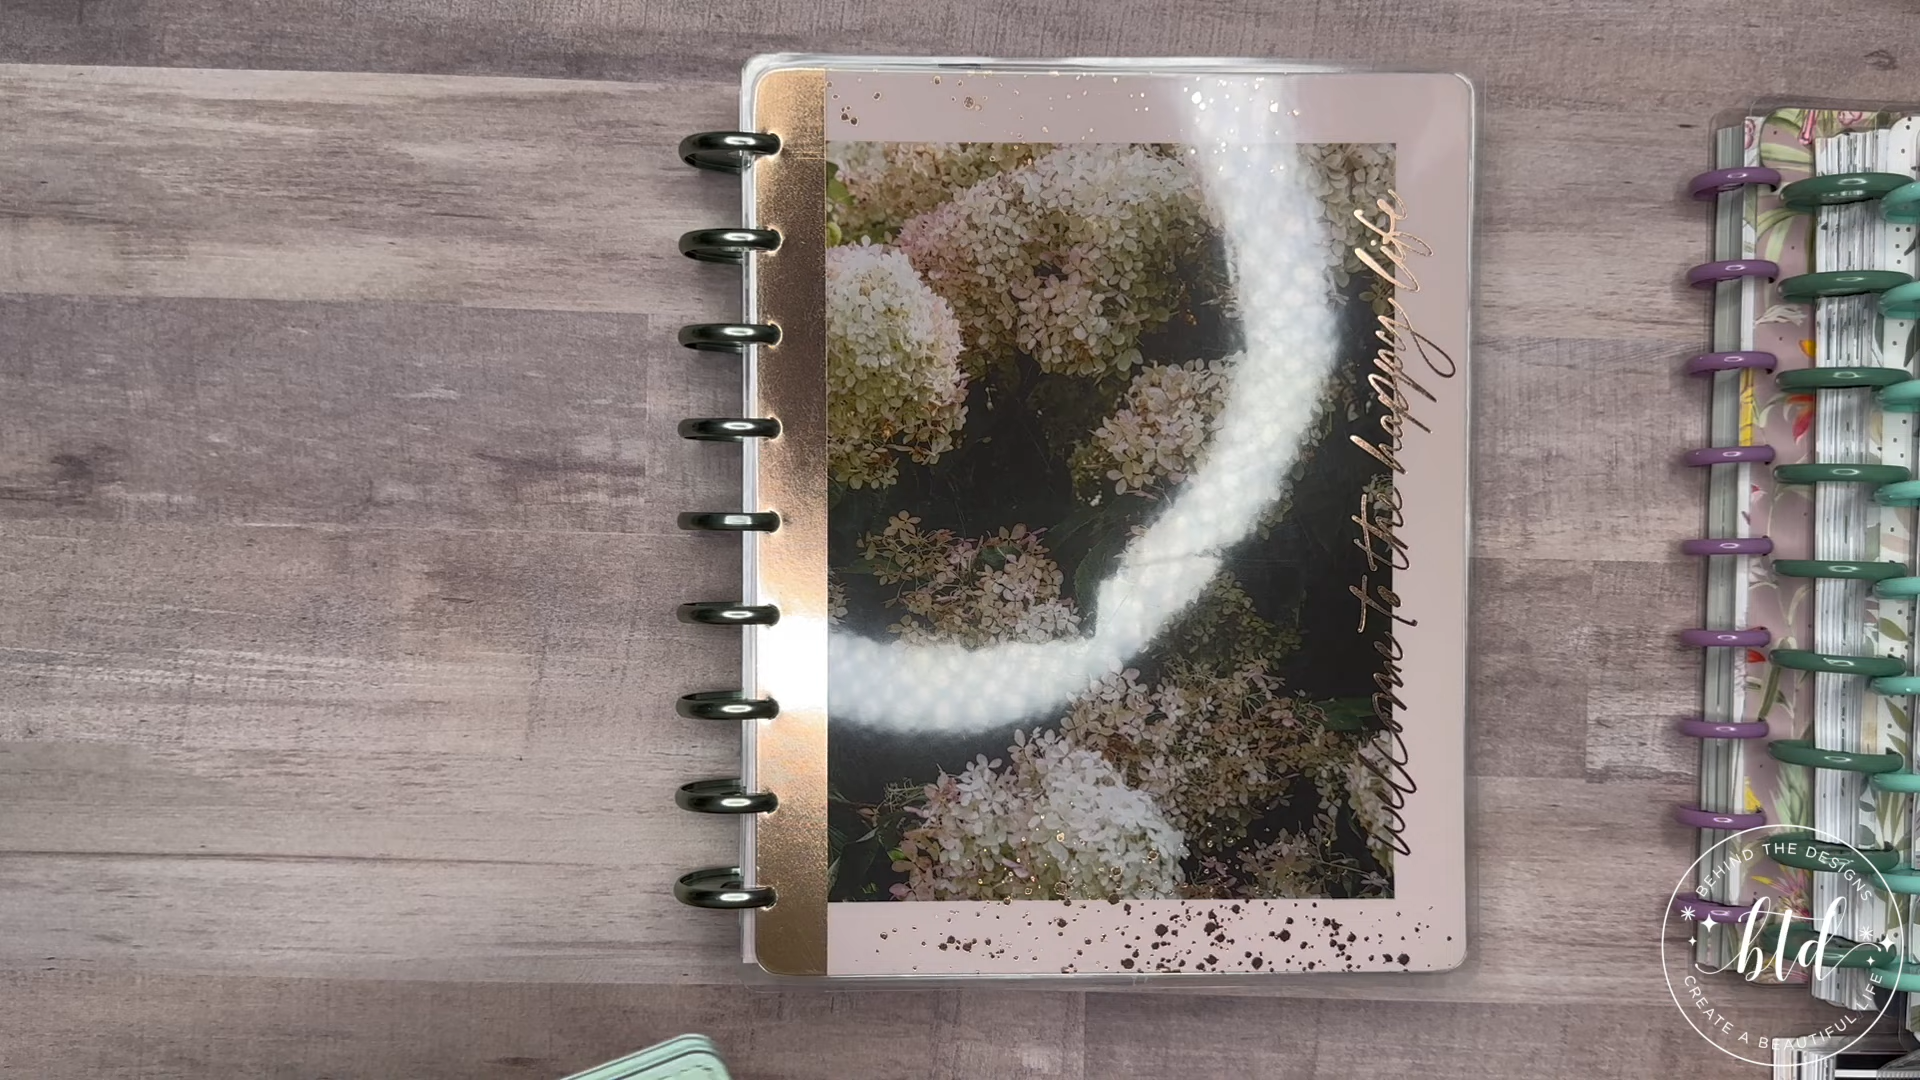 welcome to the happy life
BEHIND THE DESIGNS
btd
CREATE A BEAUTIFUL LIFE